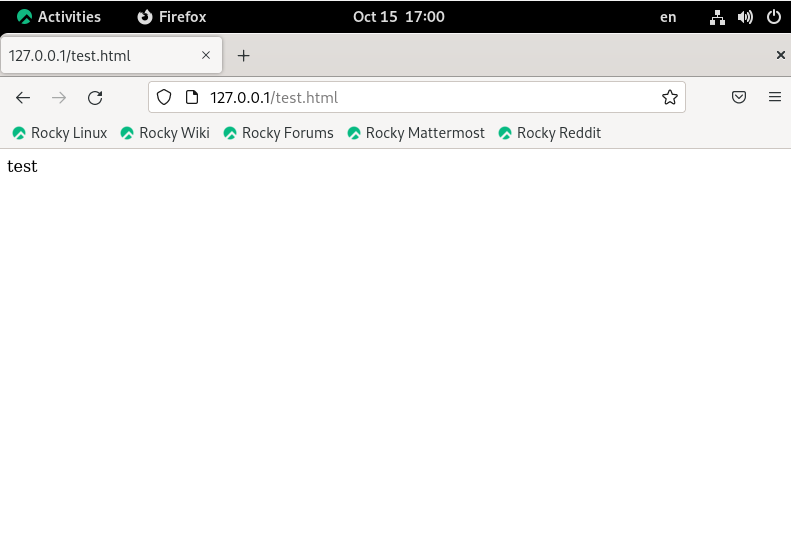 Activities Firefox Oct 15 17:00 en
127.0.0.1/test.html
127.0.0.1/test.html
Rocky Linux Rocky Wiki Rocky Forums Rocky Mattermost Rocky Reddit
test